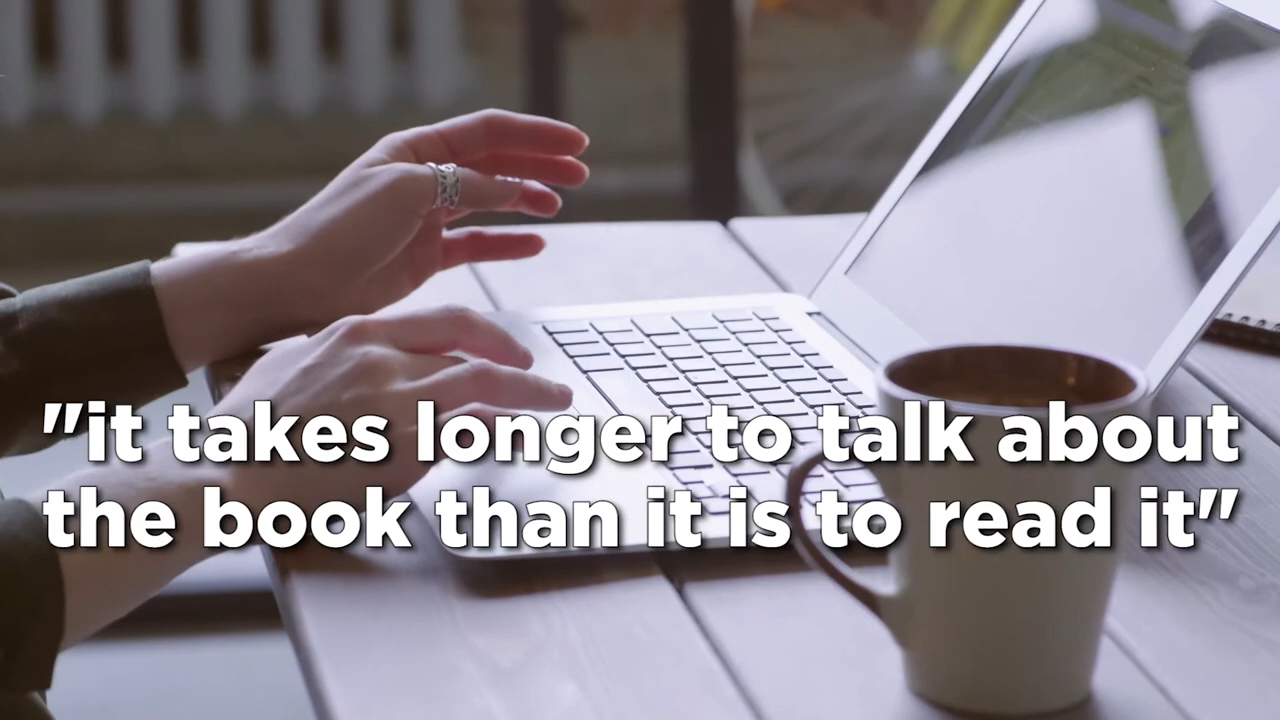 "it takes longer to talk about
the book than it is to read it"